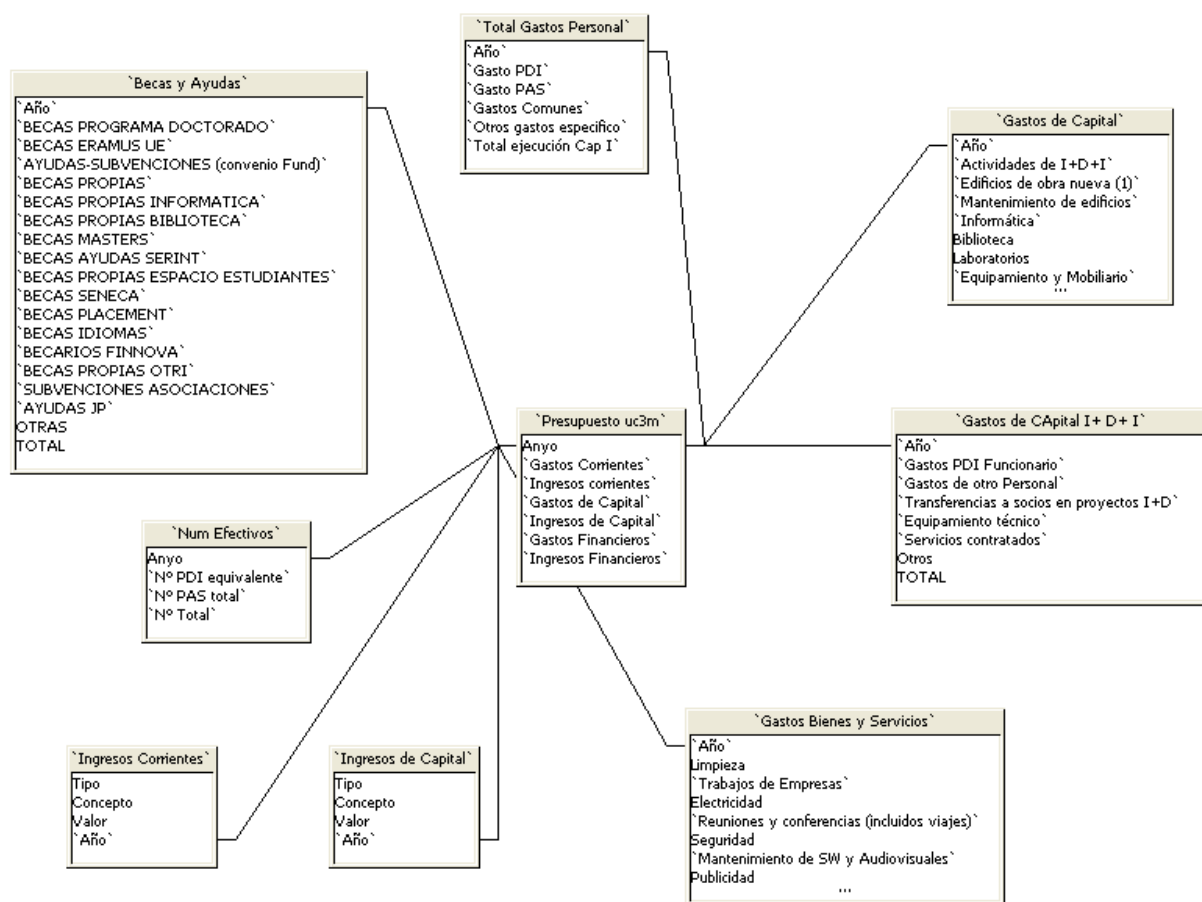 `Total Gastos Personal`
`Año`
`Gasto PDI`
`Gasto PAS`
`Gastos Comunes`
`Otros gastos especifico`
`Total ejecución Cap I`
`Becas y Ayudas`
`Año`
`BECAS PROGRAMA DOCTORADO`
`BECAS ERAMUS UE`
`AYUDAS-SUBVENCIONES (convenio Fund)
`BECAS PROPIAS`
`BECAS PROPIAS INFORMATICA`
`BECAS PROPIAS BIBLIOTECA`
`BECAS MASTERS`
`BECAS AYUDAS SERINT`
`BECAS PROPIAS ESPACIO ESTUDIANTES`
`BECAS SENECA`
`BECAS PLACEMENT`
`BECAS IDIOMAS`
`BECARIOS FINNOVA`
`BECAS PROPIAS OTRI`
`SUBVENCIONES ASOCIACIONES`
`AYUDAS JP`
OTRAS
TOTAL
`Gastos de Capital`
`Año`
`Actividades de I+D+I`
`Edificios de obra nueva (1)`
`Mantenimiento de edificios`
`Informática`
Biblioteca
Laboratorios
`Equipamiento y Mobiliario`
...
`Presupuesto uc3m`
Anyo
`Gastos Corrientes`
`Ingresos corrientes`
`Gastos de Capital`
`Ingresos de Capital`
`Gastos Financieros`
`Ingresos Financieros`
`Gastos de CApital I+ D+ I`
`Año`
`Gastos PDI Funcionario`
`Gastos de otro Personal`
`Transferencias a socios en proyectos I+D`
`Equipamiento técnico`
`Servicios contratados`
Otros
TOTAL
`Num Efectivos`
Anyo
`Nº PDI equivalente`
`Nº PAS total`
`Nº Total`
`Ingresos Corrientes`
Tipo
Concepto
Valor
`Año`
`Ingresos de Capital`
Tipo
Concepto
Valor
`Año`
`Gastos Bienes y Servicios`
`Año`
Limpieza
`Trabajos de Empresas`
Electricidad
`Reuniones y conferencias (incluidos viajes)`
Seguridad
`Mantenimiento de SW y Audiovisuales`
Publicidad
...